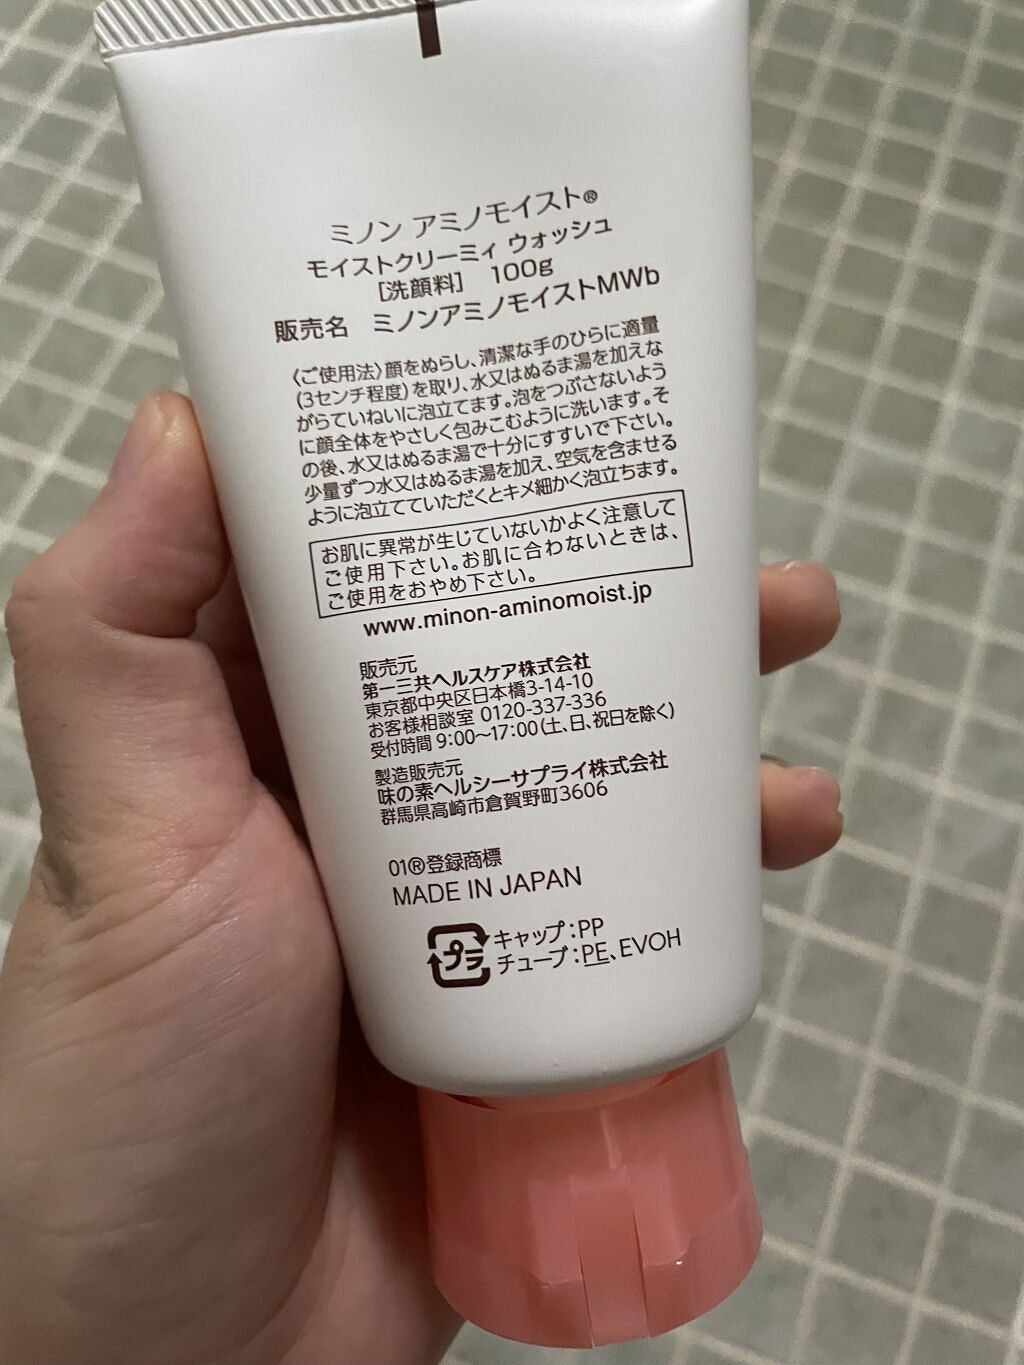 ミノン アミノモイスト®
モイストクリーミィ ウォッシュ
[洗顔料] 100g
販売名 ミノンアミノモイストMWb
〈ご使用法〉顔をぬらし、清潔な手のひらに適量
(3センチ程度)を取り、水又はぬるま湯を加えな
がらていねいに泡立てます。泡をつぶさないよう
に顔全体をやさしく包みこむように洗います。そ
の後、水又はぬるま湯で十分にすすいで下さい。
少量ずつ水又はぬるま湯を加え、空気を含ませる
ように泡立てていただくとキメ細かく泡立ちます。
お肌に異常が生じていないかよく注意して
ご使用下さい。お肌に合わないときは、
ご使用をおやめ下さい。
www.minon-aminomoist.jp
販売元
第一三共ヘルスケア株式会社
東京都中央区日本橋3-14-10
お客様相談室 0120-337-336
受付時間 9:00〜17:00(土、日、祝日を除く)
製造販売元
味の素ヘルシーサプライ株式会社
群馬県高崎市倉賀野町3606
01®登録商標
MADE IN JAPAN
プラ キャップ:PP
チューブ:PE、EVOH